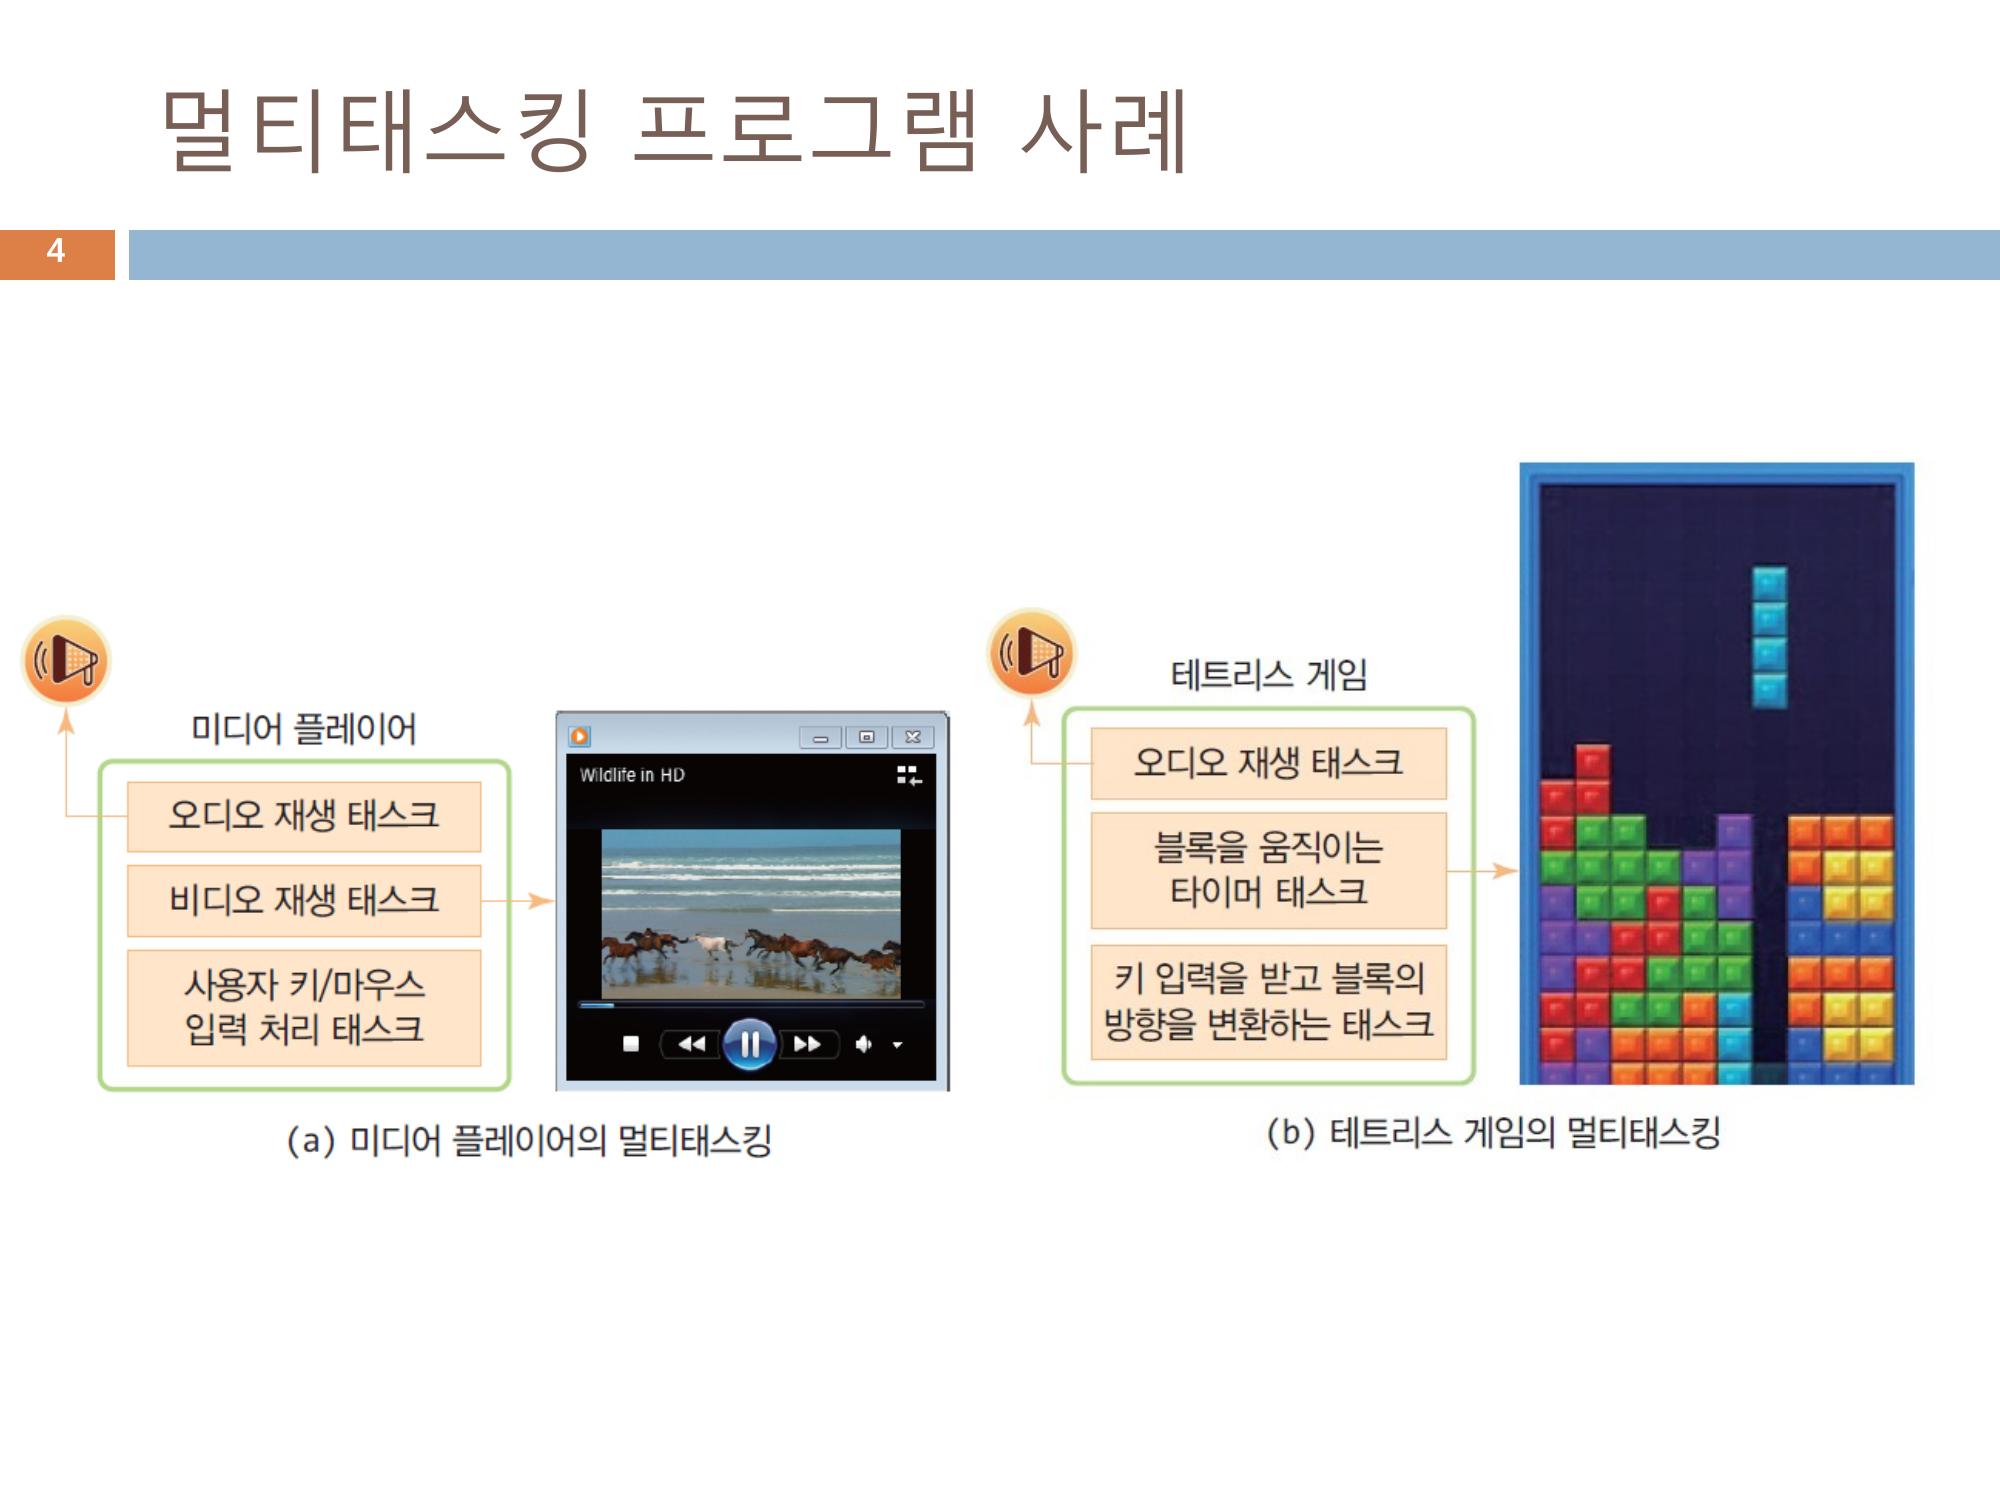 멀티태스킹 프로그램 사례
4
미디어 플레이어
오디오 재생 태스크
비디오 재생 태스크
사용자 키/마우스
입력 처리 태스크
Wildlife in HD
(a) 미디어 플레이어의 멀티태스킹
테트리스 게임
오디오 재생 태스크
블록을 움직이는
타이머 태스크
키 입력을 받고 블록의
방향을 변환하는 태스크
(b) 테트리스 게임의 멀티태스킹